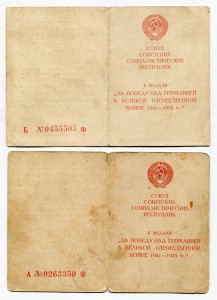 СОЮЗ
СОВЕТСКИХ
СОЦИАЛИСТИЧЕСКИХ
РЕСПУБЛИК
К МЕДАЛИ
"ЗА ПОБЕДУ НАД ГЕРМАНИЕЙ
В ВЕЛИКОЙ ОТЕЧЕСТВЕННОЙ
ВОЙНЕ 1941-1945 гг."
Б №0455505 ✻
СОЮЗ
СОВЕТСКИХ
СОЦИАЛИСТИЧЕСКИХ
РЕСПУБЛИК
К МЕДАЛИ
"ЗА ПОБЕДУ НАД ГЕРМАНИЕЙ
В ВЕЛИКОЙ ОТЕЧЕСТВЕННОЙ
ВОЙНЕ 1941-1945 гг."
А №0263359 ✻